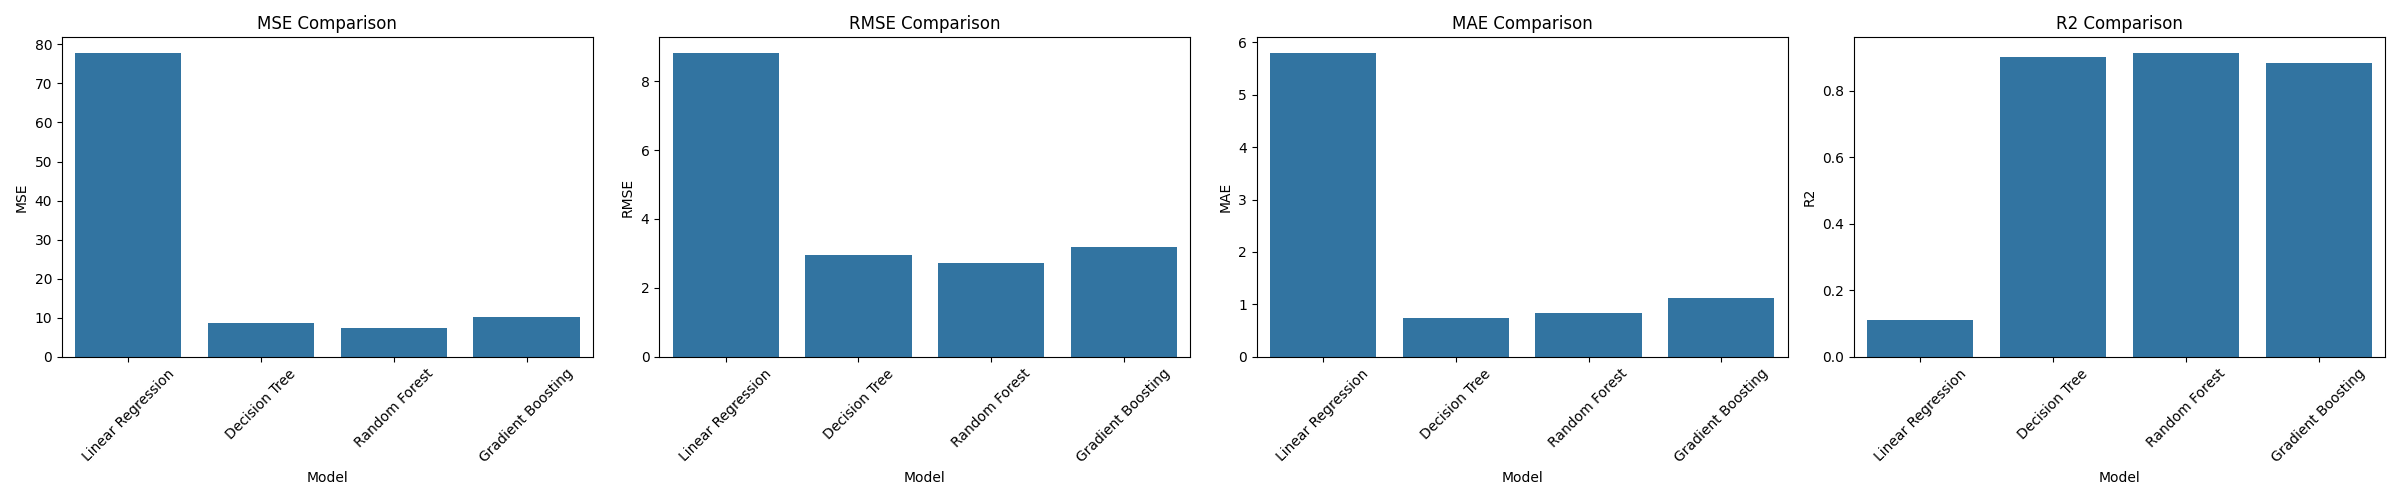 MSE Comparison
MSE
80
70
60
50
40
30
20
10
0
Linear Regression
Decision Tree
Random Forest
Gradient Boosting
Model
RMSE Comparison
RMSE
8
6
4
2
0
Linear Regression
Decision Tree
Random Forest
Gradient Boosting
Model
MAE Comparison
MAE
6
5
4
3
2
1
0
Linear Regression
Decision Tree
Random Forest
Gradient Boosting
Model
R2 Comparison
R2
0.8
0.6
0.4
0.2
0.0
Linear Regression
Decision Tree
Random Forest
Gradient Boosting
Model